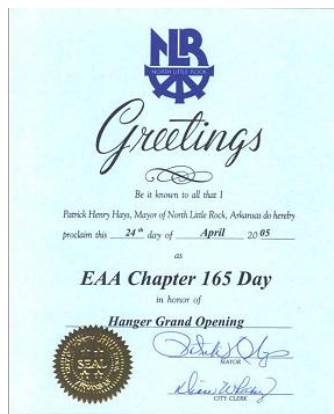 NLR
NORTH LITTLE ROCK
Greetings
Be it known to all that I
Patrick Henry Hays, Mayor of North Little Rock, Arkansas do hereby
proclaim this 24th day of April 2005
as
EAA Chapter 165 Day
in honor of
Hanger Grand Opening
MAYOR
SEAL
CITY CLERK